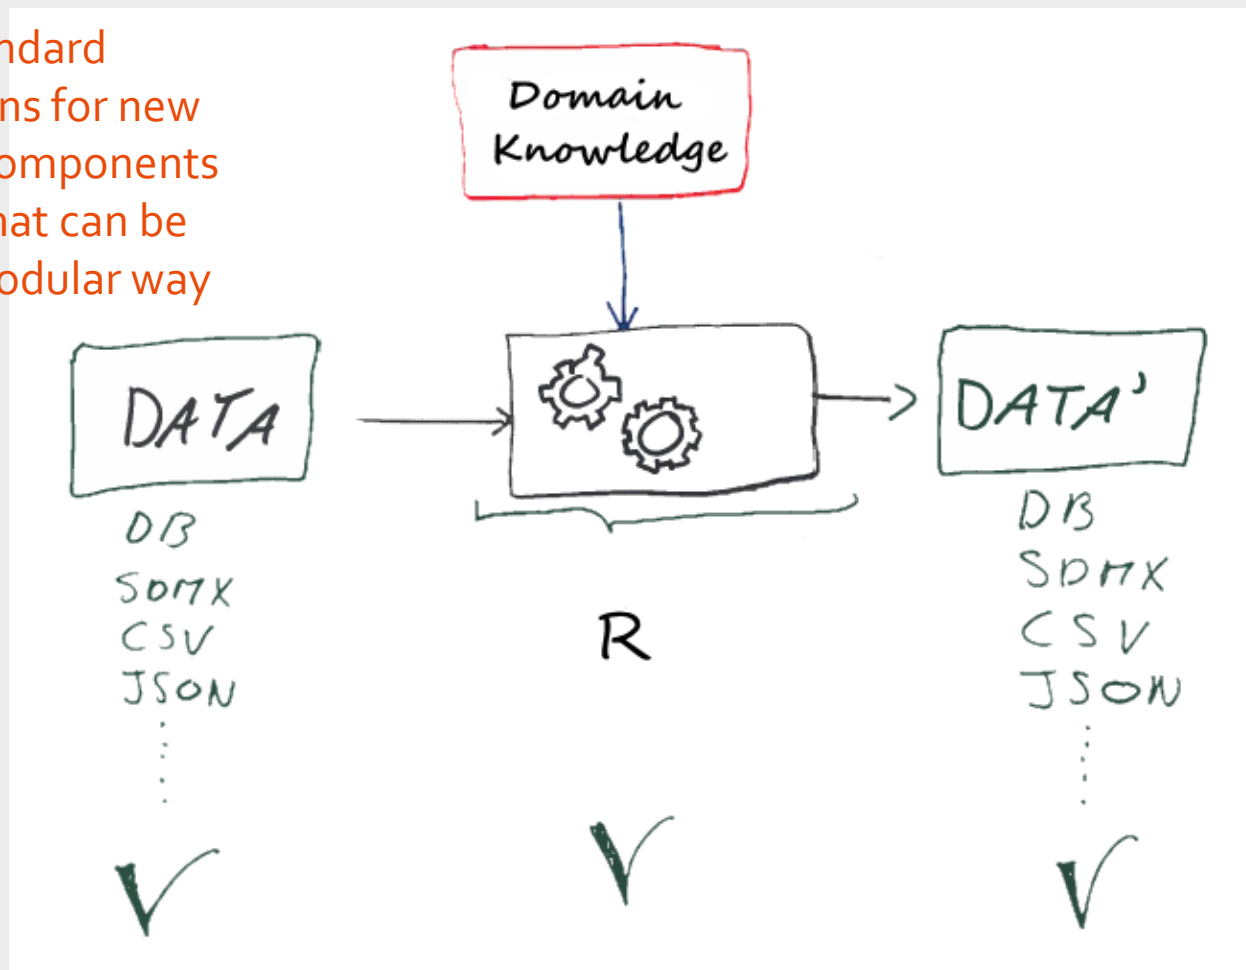 ndard
ns for new
omponents
hat can be
odular way
Domain
Knowledge
DATA
DATA'
DB
SDMX
CSV
JSON
R
DB
SDMX
CSV
JSON